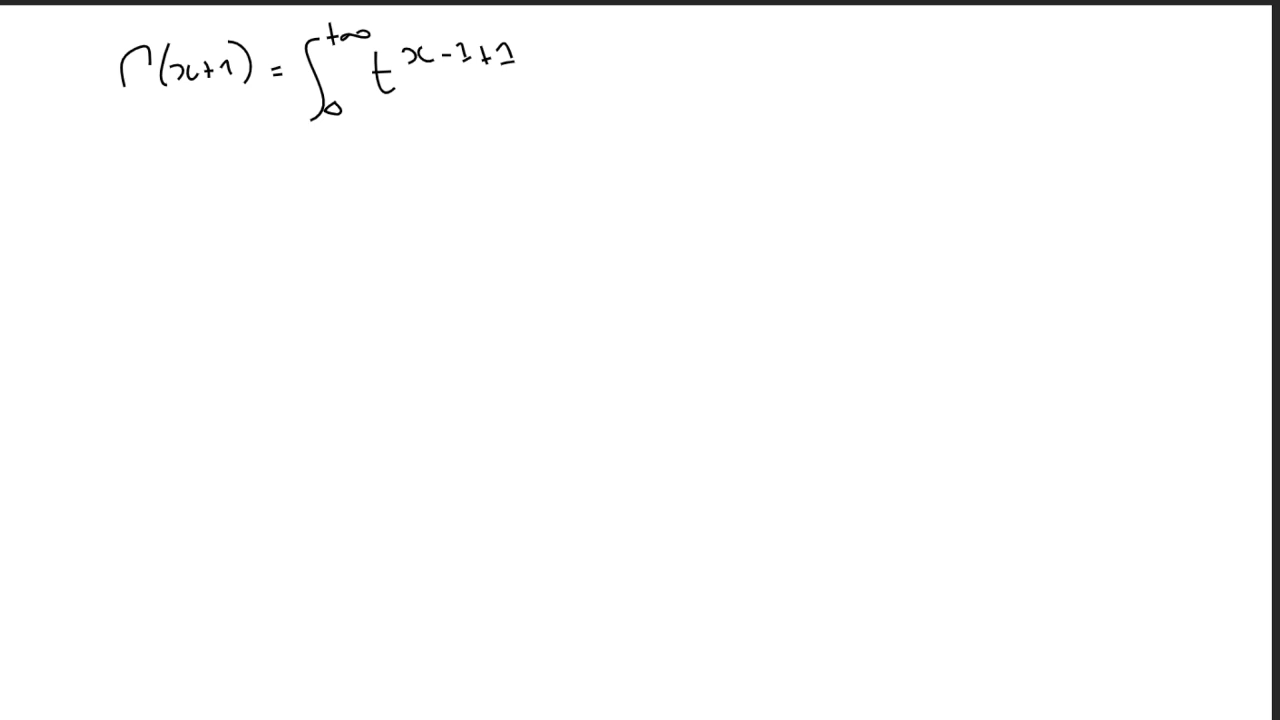 Γ(x+1) = ∫₀^{+∞} t^{x-1+1}